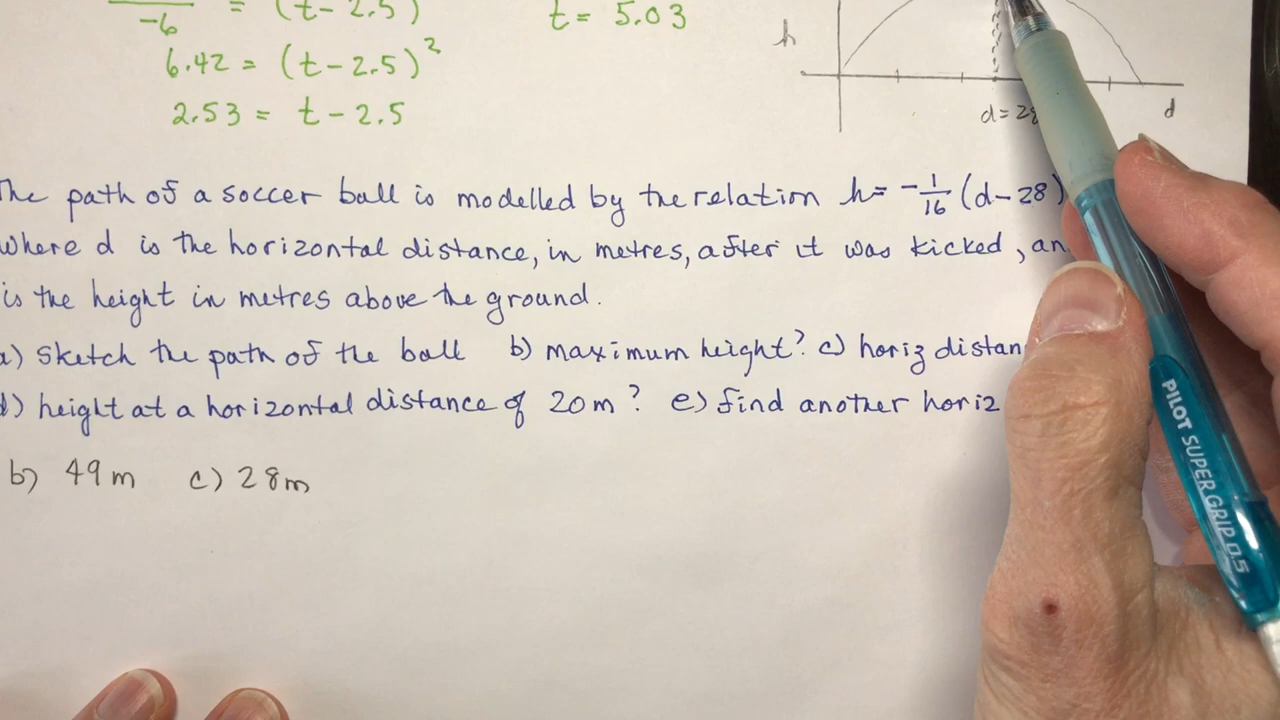 -6 = (t-2.5)
t = 5.03
6.42 = (t-2.5)²
2.53 = t-2.5
h
d
d=28
The path of a soccer ball is modelled by the relation h= -1/16 (d-28)
where d is the horizontal distance, in metres, after it was kicked, an
is the height in metres above the ground.
a) sketch the path of the ball b) maximum height? c) horiz distan
d) height at a horizontal distance of 20m? e) find another horiz
b) 49m c) 28m
PILOT SUPER GRIP 0.5